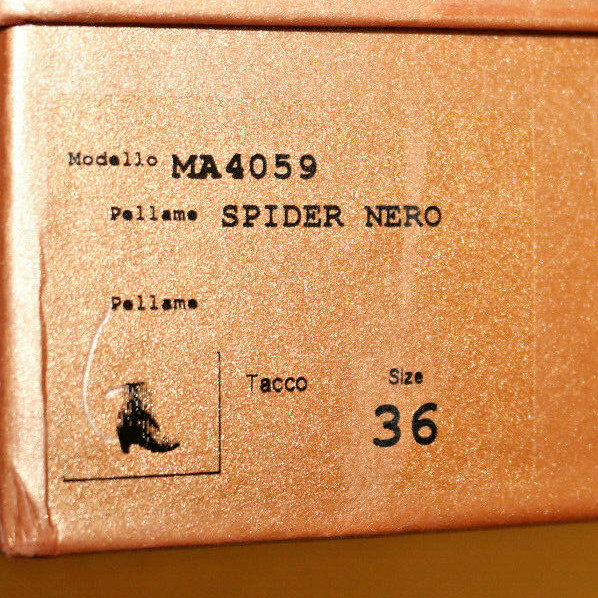 Modello MA4059
Pellame SPIDER NERO
Pellame
Tacco Size
36